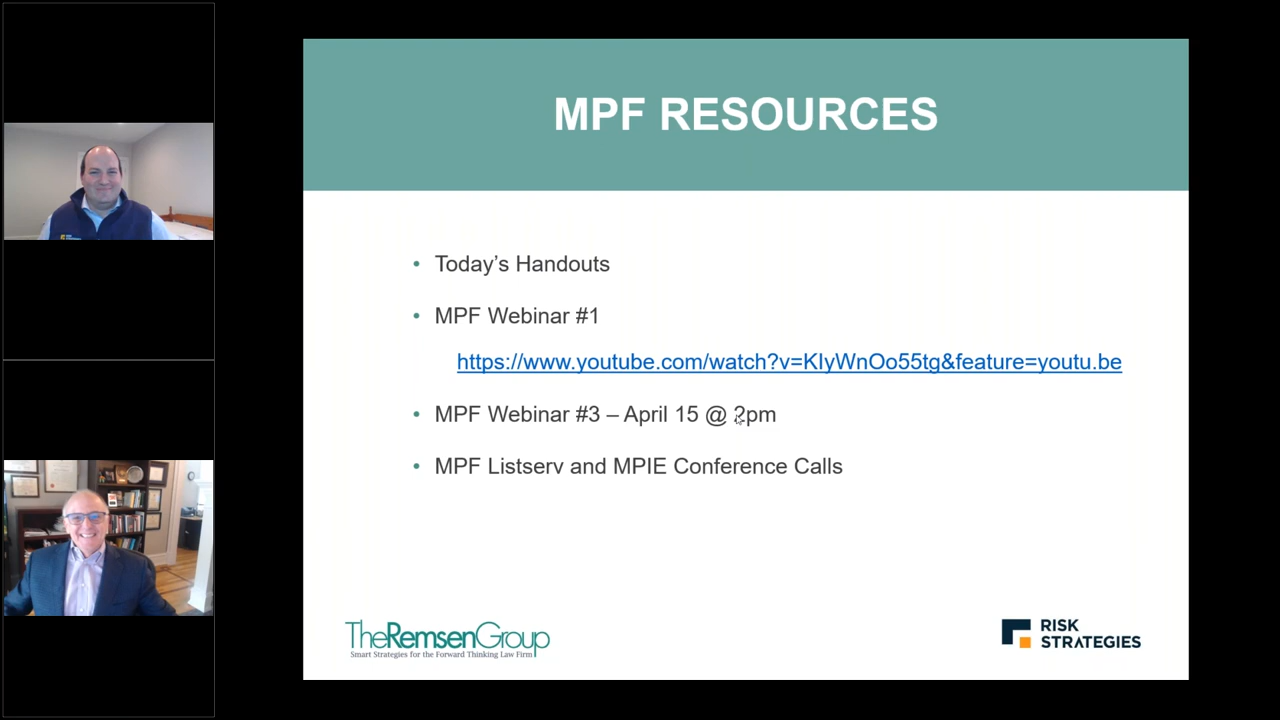 MPF RESOURCES
• Today’s Handouts
• MPF Webinar #1
https://www.youtube.com/watch?v=KIyWnOo55tg&feature=youtu.be
• MPF Webinar #3 – April 15 @ 2pm
• MPF Listserv and MPIE Conference Calls
TheRemsenGroup
Smart Strategies for the Forward Thinking Law Firm
RISK
STRATEGIES